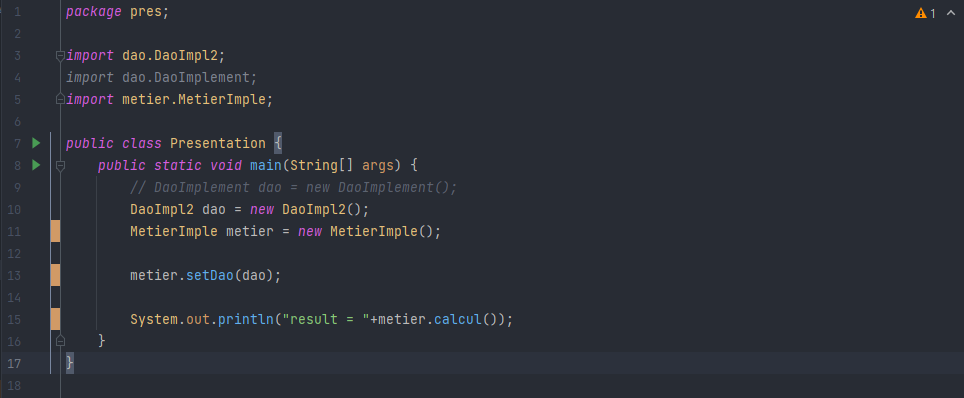 1 package pres;
2
3 import dao.DaoImpl2;
4 import dao.DaoImplement;
5 import metier.MetierImple;
6
7 public class Presentation {
8     public static void main(String[] args) {
9         // DaoImplement dao = new DaoImplement();
10         DaoImpl2 dao = new DaoImpl2();
11         MetierImple metier = new MetierImple();
12
13         metier.setDao(dao);
14
15         System.out.println("result = "+metier.calcul());
16     }
17 }
18
1